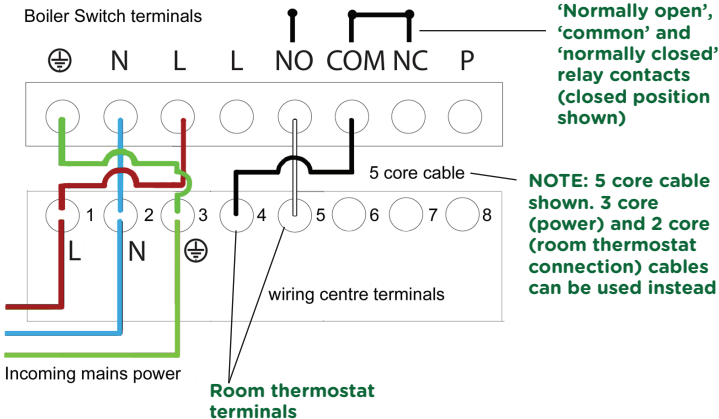 Boiler Switch terminals
'Normally open',
'common' and
'normally closed'
relay contacts
(closed position
shown)
N L L NO COM NC P
5 core cable
NOTE: 5 core cable
shown. 3 core
(power) and 2 core
(room thermostat
connection) cables
can be used instead
1 2 3 4 5 6 7 8
L N
wiring centre terminals
Incoming mains power
Room thermostat
terminals